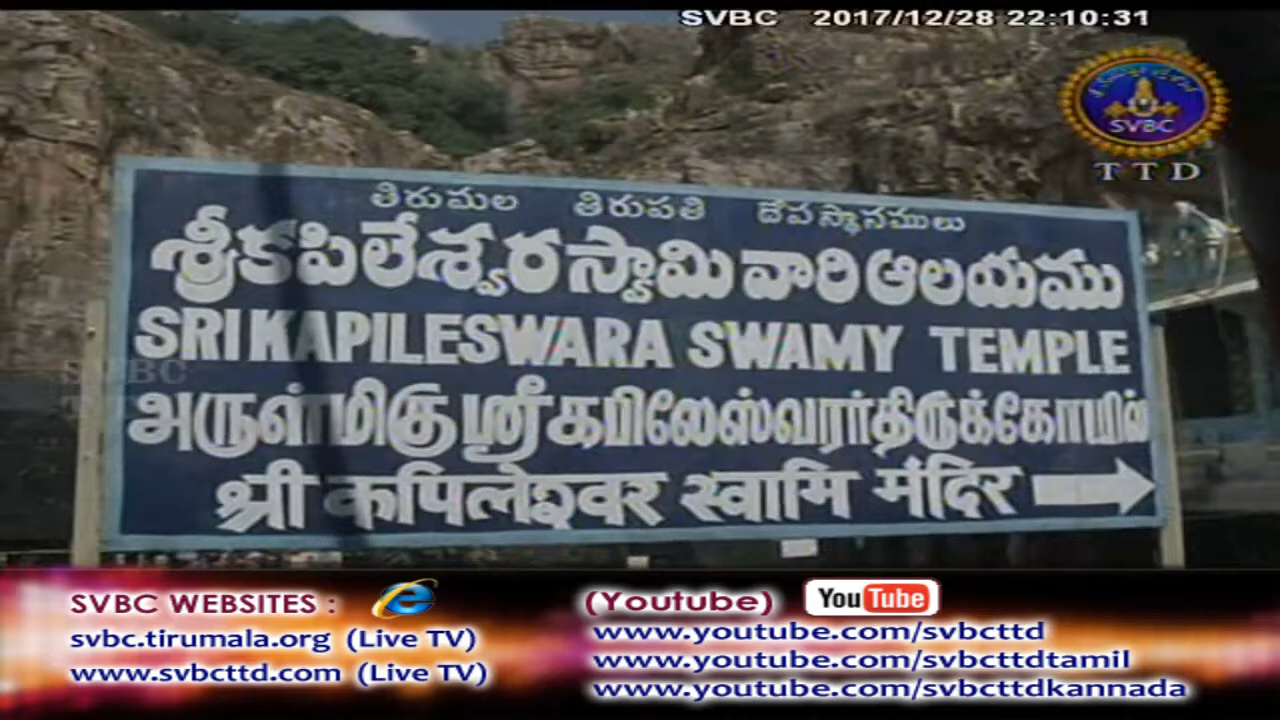 SVBC 2017/12/28 22:10:31
SVBC
TTD
తిరుమల తిరుపతి దేవస్థానములు
శ్రీకపిలేశ్వరస్వామి వారి ఆలయము
SRI KAPILESWARA SWAMY TEMPLE
அருள்மிகு ஸ்ரீ கபிலேஸ்வரர் திருக்கோயில்
श्री कपिलेश्वर स्वामि मंदिर
SVBC
SVBC WEBSITES :
svbc.tirumala.org (Live TV)
www.svbcttd.com (Live TV)
(Youtube) YouTube
www.youtube.com/svbcttd
www.youtube.com/svbcttdtamil
www.youtube.com/svbcttdkannada